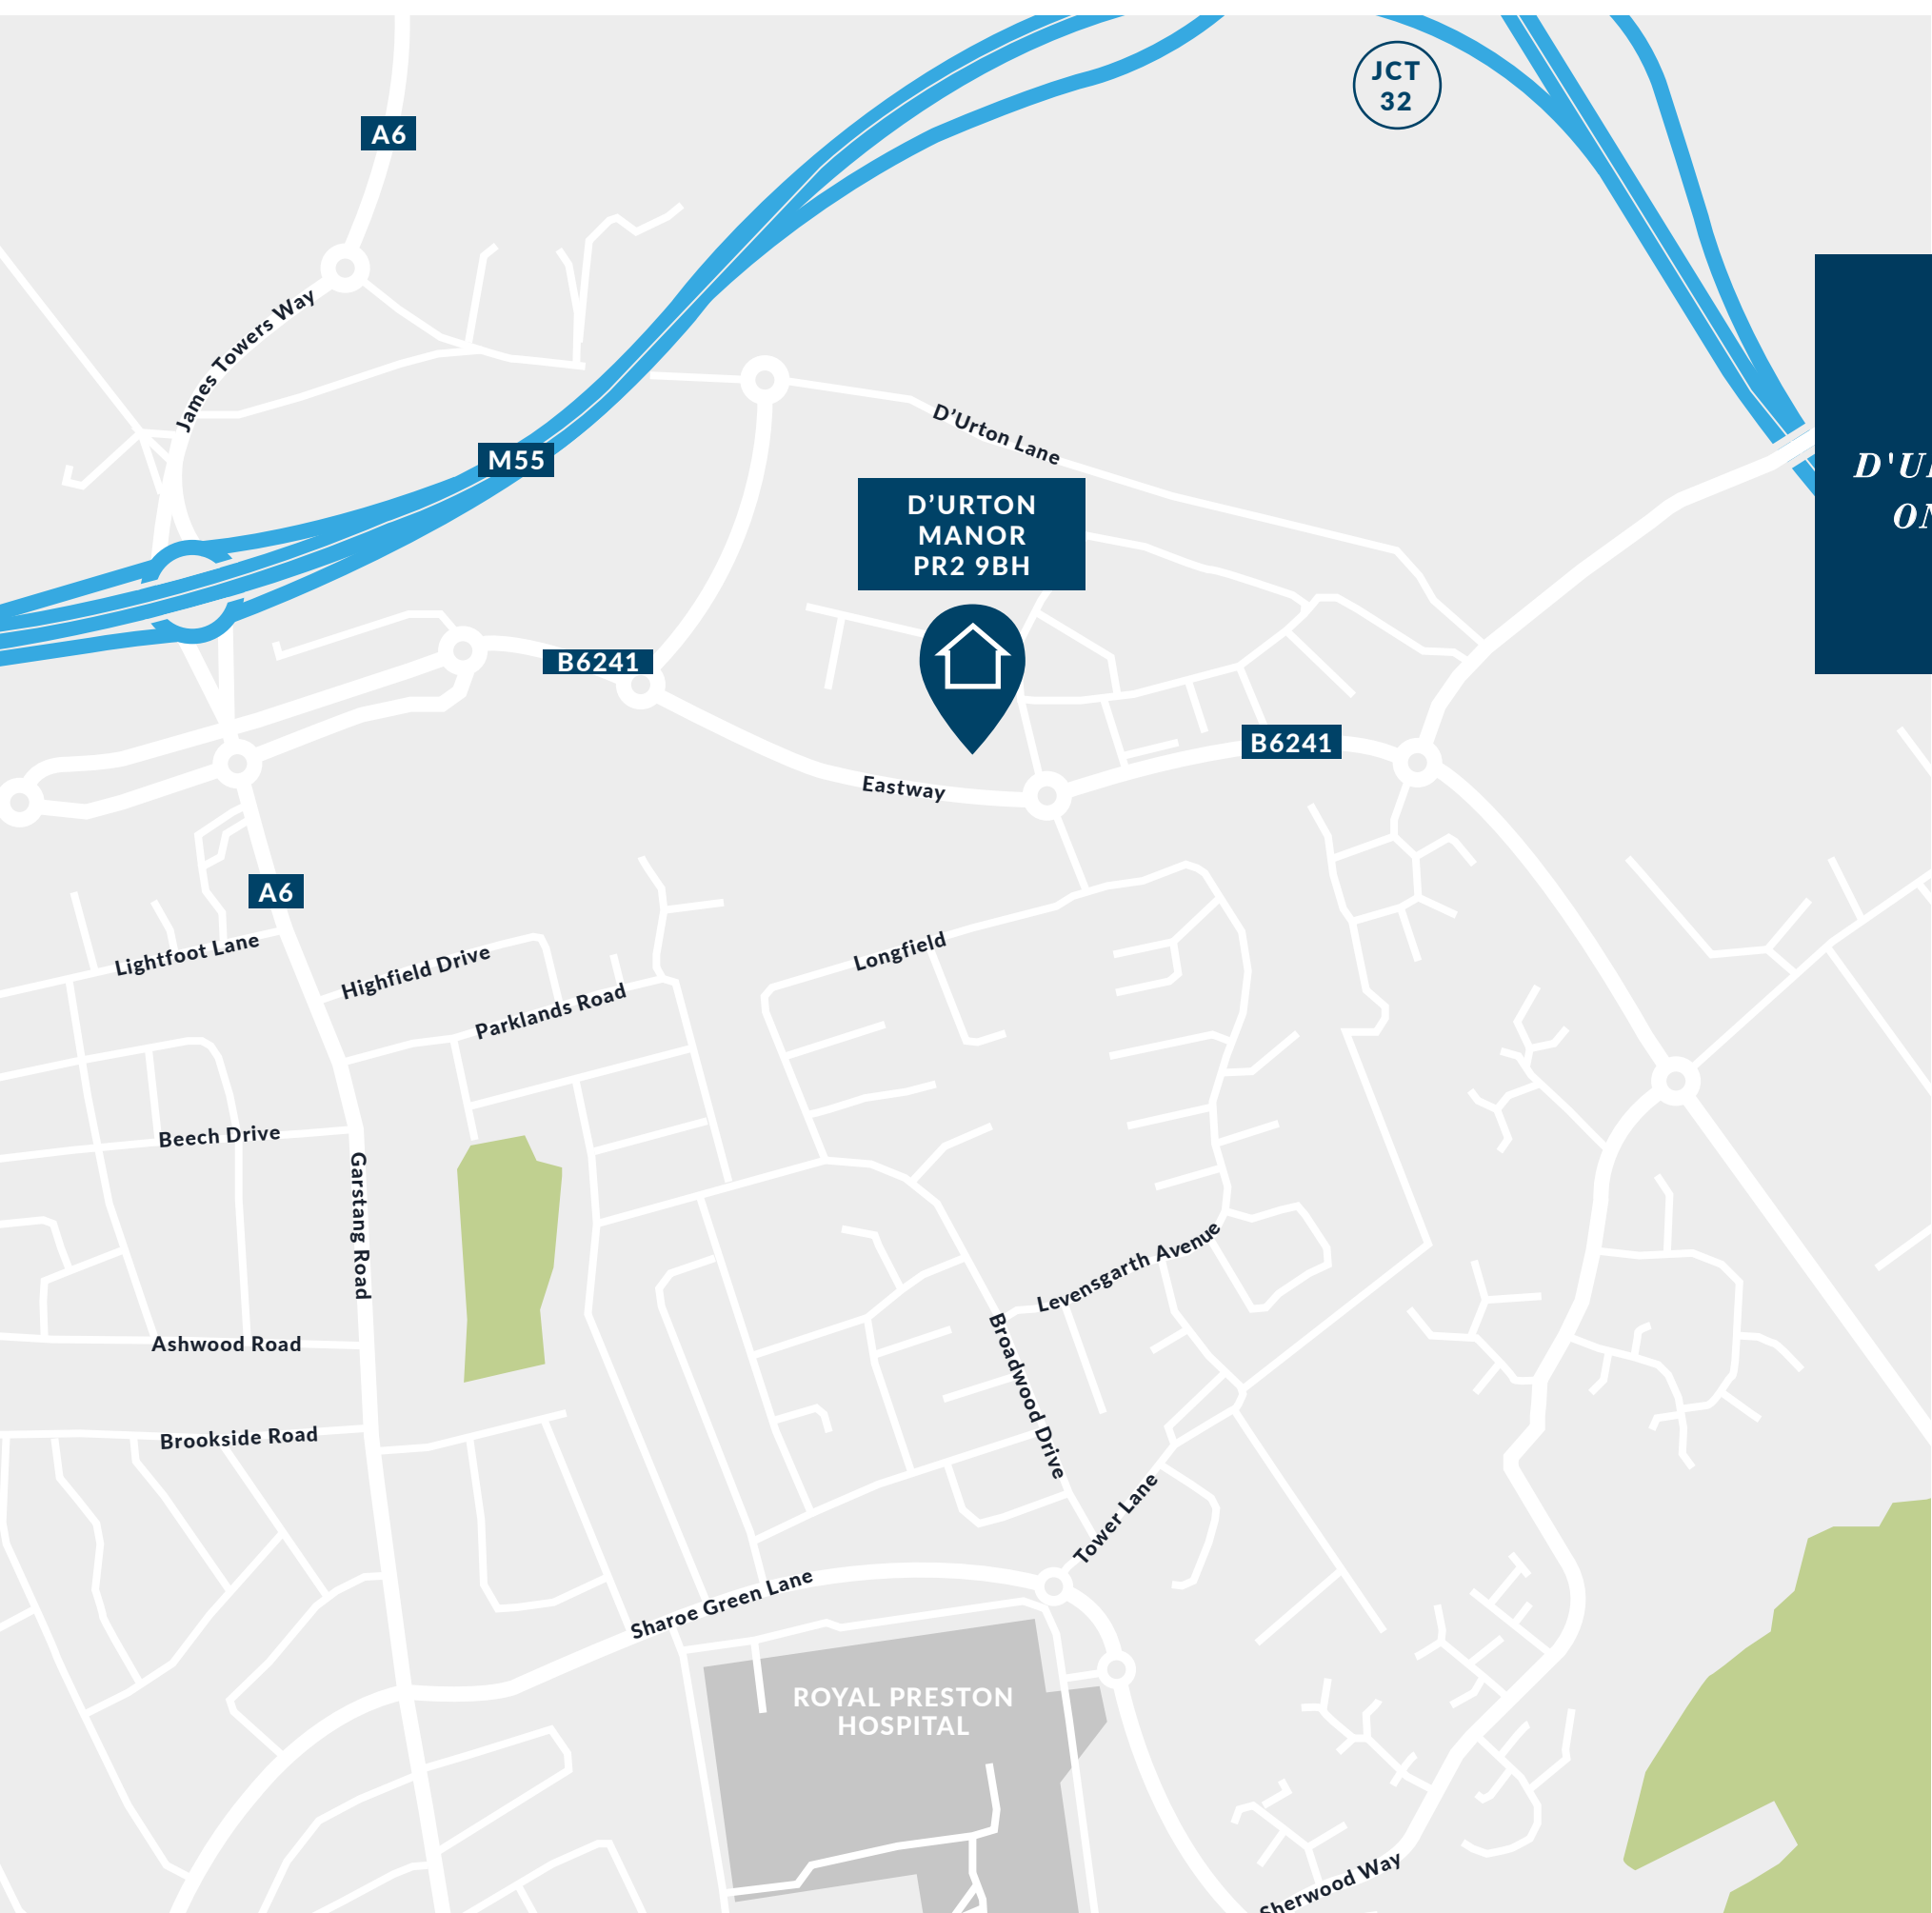 JCT
32
A6
James Towers Way
D’Urton Lane
M55
D’URTON
MANOR
PR2 9BH
B6241
B6241
Eastway
A6
Lightfoot Lane
Highfield Drive
Parklands Road
Longfield
Beech Drive
Garstang Road
Levensgarth Avenue
Ashwood Road
Broadwood Drive
Brookside Road
Tower Lane
Sharoe Green Lane
ROYAL PRESTON
HOSPITAL
Sherwood Way